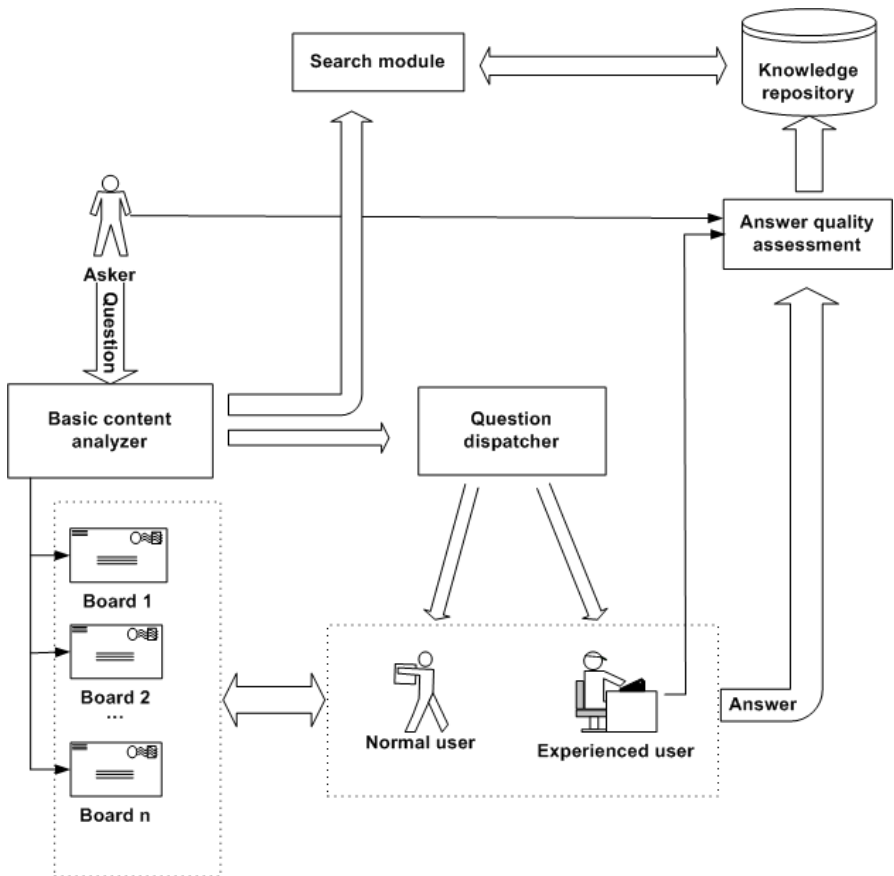 Search module
Knowledge
repository
Asker
Answer quality
assessment
Question
Basic content
analyzer
Question
dispatcher
Board 1
Board 2
...
Board n
Normal user
Experienced user
Answer